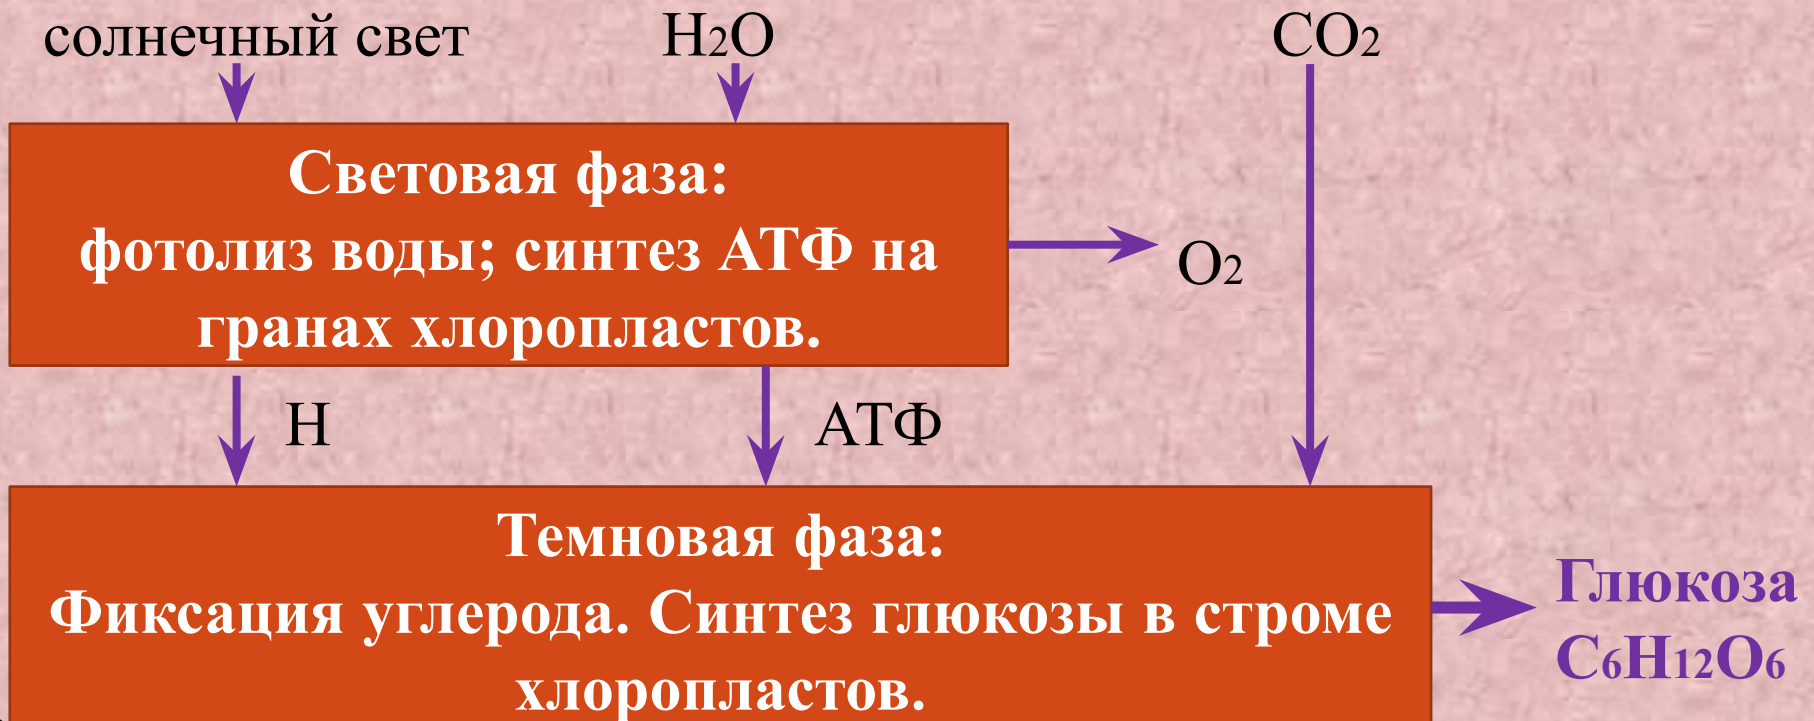 солнечный свет H2O CO2
Световая фаза:
фотолиз воды; синтез АТФ на
гранах хлоропластов.
O2
H АТФ
Темновая фаза:
Фиксация углерода. Синтез глюкозы в строме
хлоропластов.
Глюкоза
C6H12O6